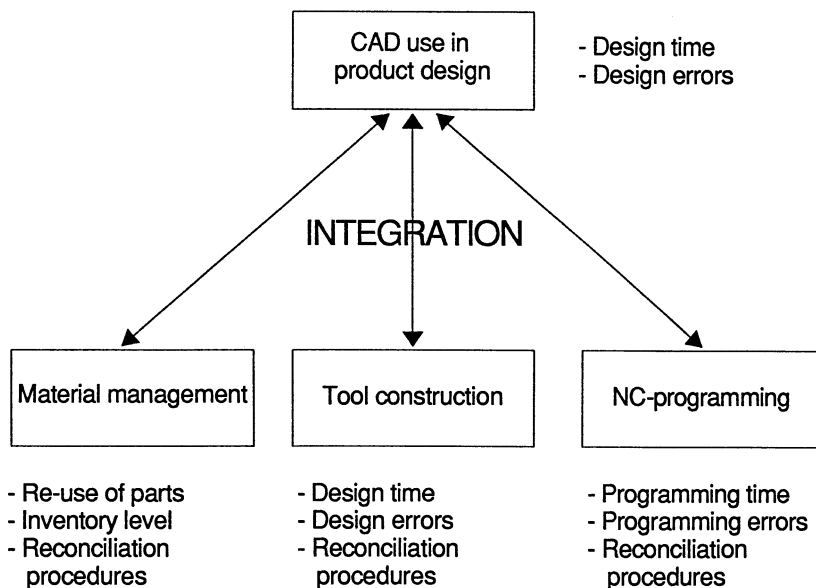 CAD use in
product design
- Design time
- Design errors
INTEGRATION
Material management
Tool construction
NC-programming
- Re-use of parts
- Inventory level
- Reconciliation
procedures
- Design time
- Design errors
- Reconciliation
procedures
- Programming time
- Programming errors
- Reconciliation
procedures